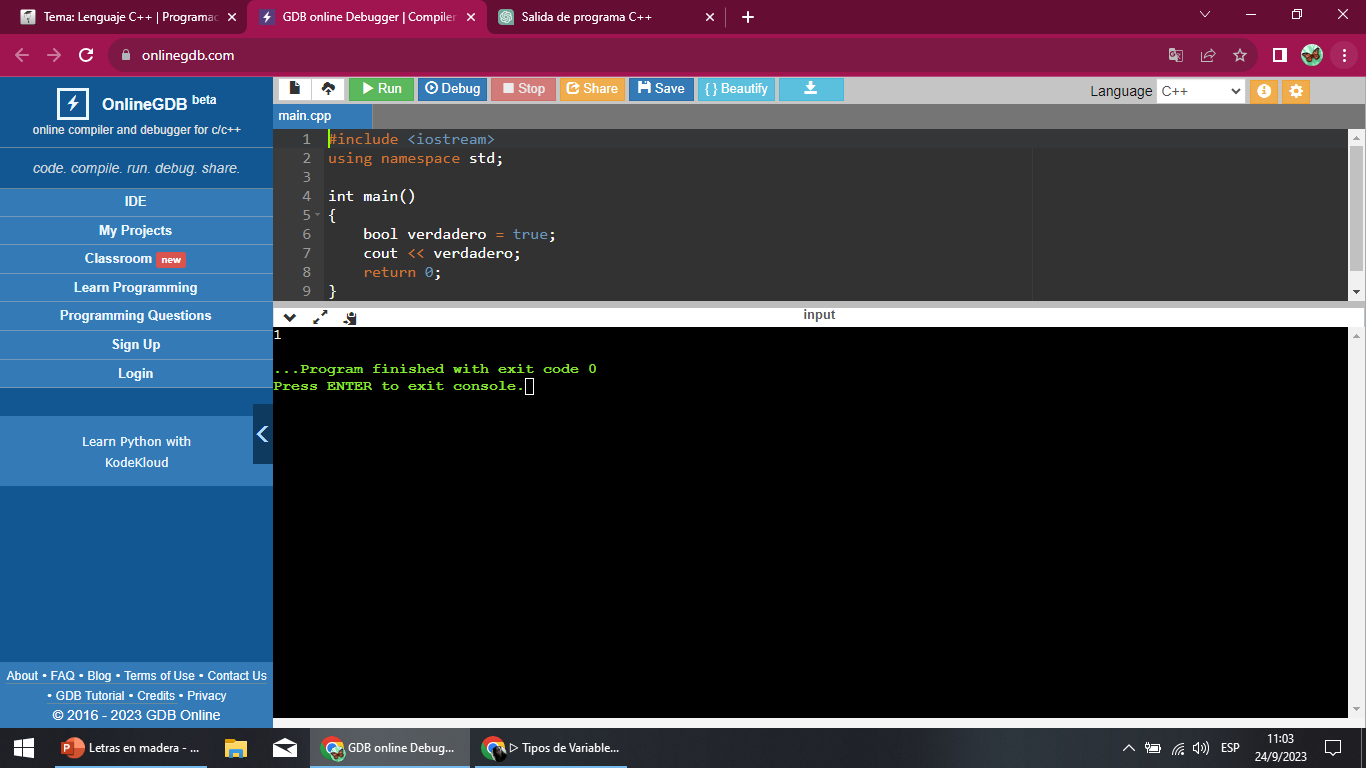 Tema: Lenguaje C++ | Programac
GDB online Debugger | Compiler
Salida de programa C++
onlinegdb.com
OnlineGDB beta
online compiler and debugger for c/c++
code. compile. run. debug. share.
IDE
My Projects
Classroom new
Learn Programming
Programming Questions
Sign Up
Login
Learn Python with
KodeKloud
About • FAQ • Blog • Terms of Use • Contact Us
• GDB Tutorial • Credits • Privacy
© 2016 - 2023 GDB Online
Run Debug Stop Share Save { } Beautify
Language C++
main.cpp
1 #include <iostream>
2 using namespace std;
3
4 int main()
5 {
6 bool verdadero = true;
7 cout << verdadero;
8 return 0;
9 }
input
1
...Program finished with exit code 0
Press ENTER to exit console.
Letras en madera - ...
GDB online Debug...
▷ Tipos de Variable...
ESP
11:03
24/9/2023